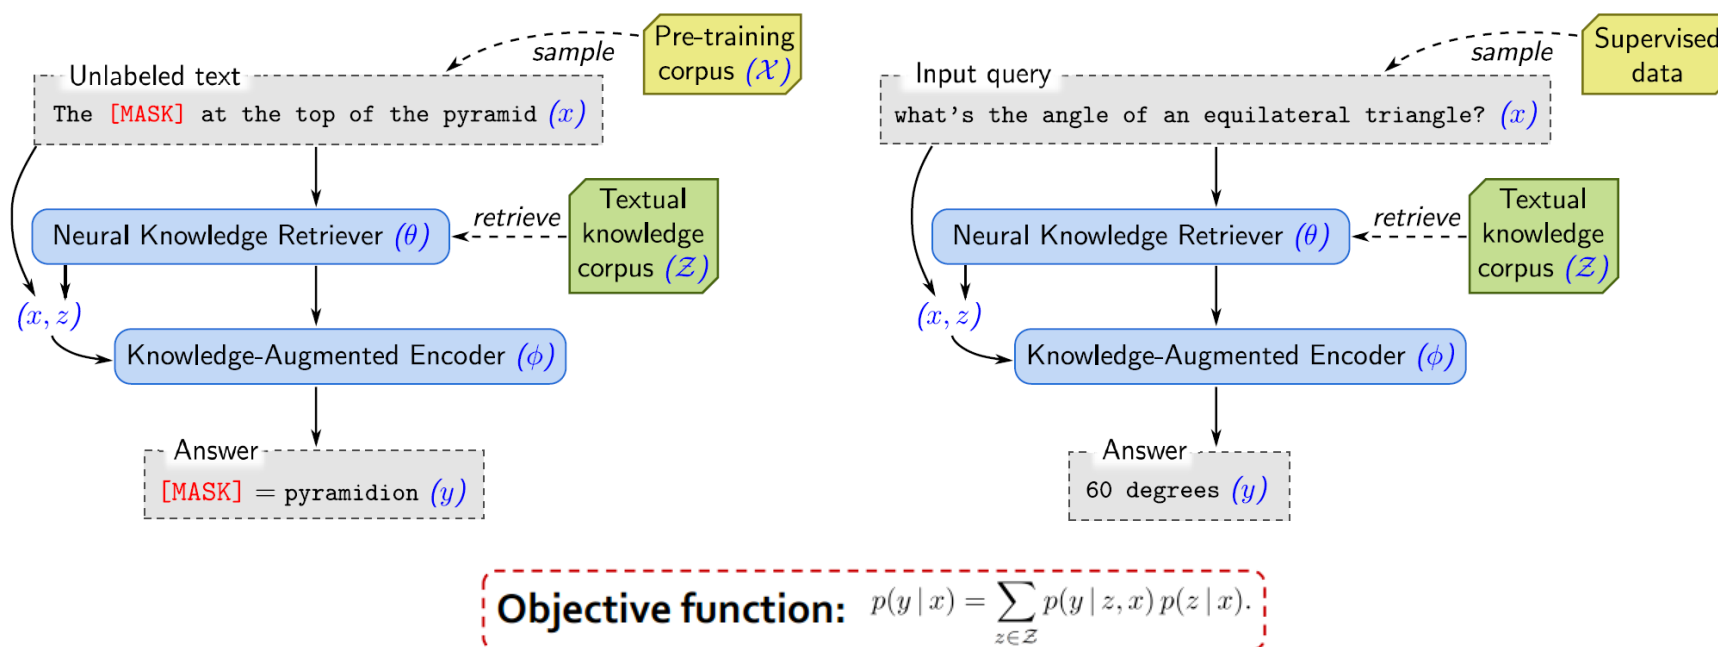 sample
Pre-training
corpus (𝒳)
Unlabeled text
The [MASK] at the top of the pyramid (x)
Neural Knowledge Retriever (θ)
retrieve
Textual
knowledge
corpus (𝒵)
(x, z)
Knowledge-Augmented Encoder (ϕ)
Answer
[MASK] = pyramidion (y)
sample
Supervised
data
Input query
what's the angle of an equilateral triangle? (x)
Neural Knowledge Retriever (θ)
retrieve
Textual
knowledge
corpus (𝒵)
(x, z)
Knowledge-Augmented Encoder (ϕ)
Answer
60 degrees (y)
Objective function: p(y | x) = ∑_{z∈𝒵} p(y | z, x) p(z | x).